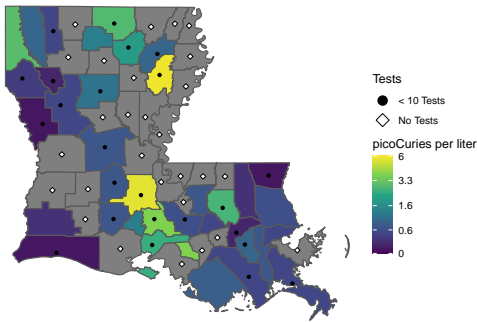 Tests
< 10 Tests
No Tests
picoCuries per liter
6
3.3
1.6
0.6
0